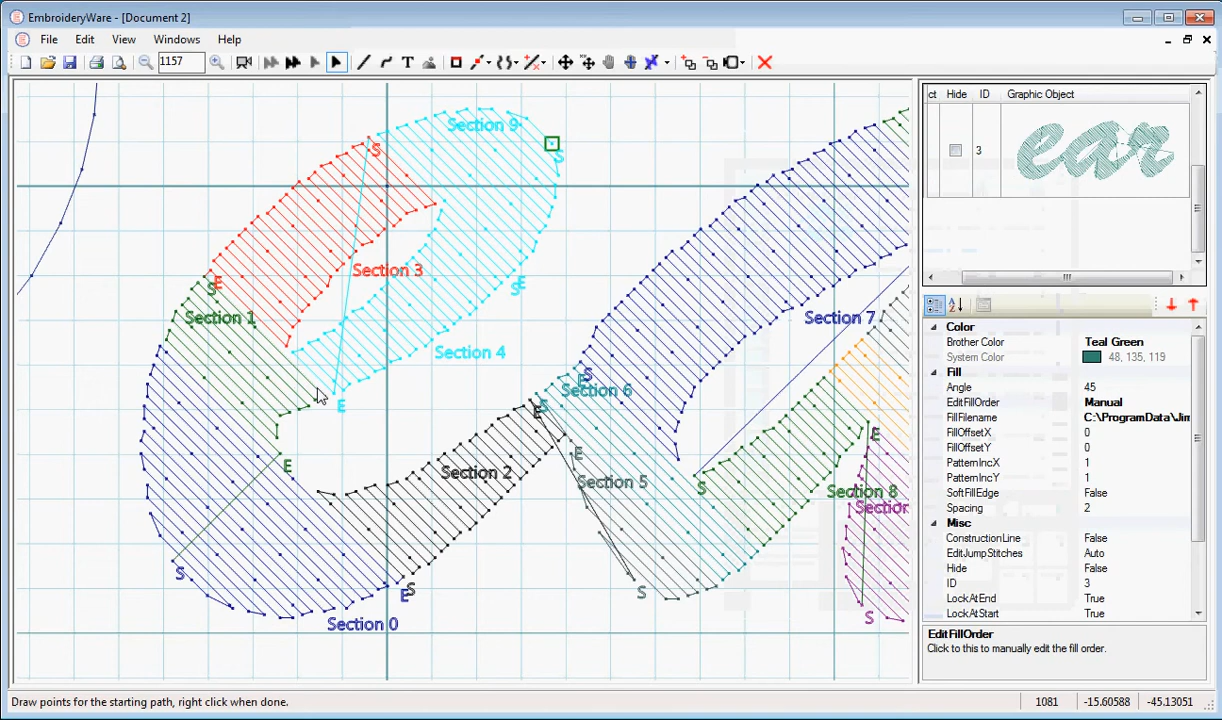 EmbroideryWare - [Document 2]
File Edit View Windows Help
1157
ct Hide ID Graphic Object
3
Section 9
S
S
Section 3
E
S
E
S
Section 1
Section 7
Section 4
S
E
Section 6
E
S
E
E
E
Section 2
E
Section 5
S
Section 8
Section
S
E
S
S
S
Section 0
Color
Brother Color Teal Green
System Color 48, 135, 119
Fill
Angle 45
EditFillOrder Manual
FillFilename C:\ProgramData\Jim
FillOffsetX 0
FillOffsetY 0
PatternIncX 1
PatternIncY 1
SoftFillEdge False
Spacing 2
Misc
ConstructionLine False
EditJumpStitches Auto
Hide False
ID 3
LockAtEnd True
LockAtStart True
EditFillOrder
Click to this to manually edit the fill order.
Draw points for the starting path, right click when done. 1081 -15.60588 -45.13051